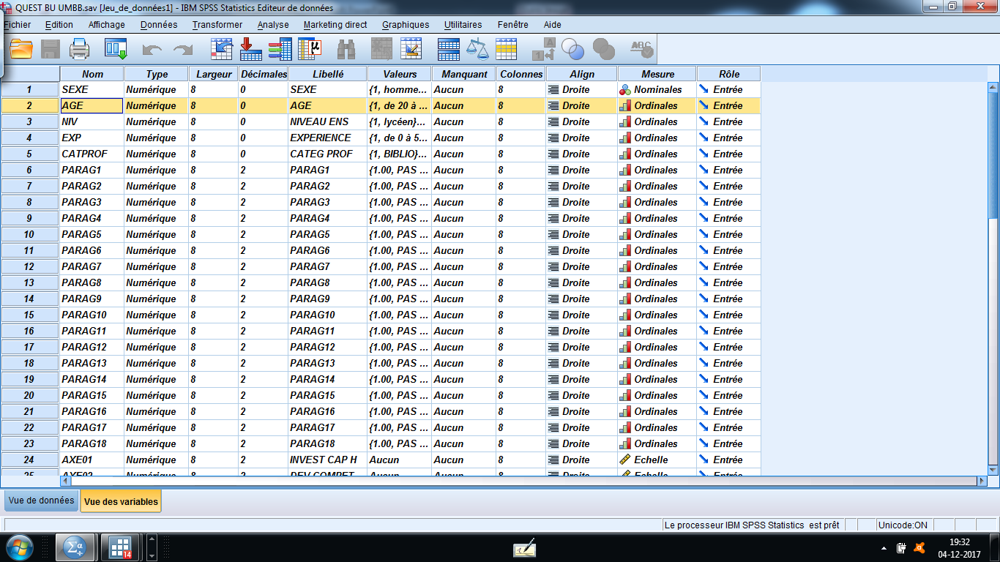 QUEST BU UMBB.sav [Jeu_de_données1] - IBM SPSS Statistics Editeur de données
Fichier Edition Affichage Données Transformer Analyse Marketing direct Graphiques Utilitaires Fenêtre Aide
Nom Type Largeur Décimales Libellé Valeurs Manquant Colonnes Align Mesure Rôle
1 SEXE Numérique 8 0 SEXE {1, homme... Aucun 8 Droite Nominales Entrée
2 AGE Numérique 8 0 AGE {1, de 20 à ... Aucun 8 Droite Ordinales Entrée
3 NIV Numérique 8 0 NIVEAU ENS {1, lycéen}... Aucun 8 Droite Ordinales Entrée
4 EXP Numérique 8 0 EXPERIENCE {1, de 0 à 5... Aucun 8 Droite Ordinales Entrée
5 CATPROF Numérique 8 0 CATEG PROF {1, BIBLIO}... Aucun 8 Droite Ordinales Entrée
6 PARAG1 Numérique 8 2 PARAG1 {1.00, PAS ... Aucun 8 Droite Ordinales Entrée
7 PARAG2 Numérique 8 2 PARAG2 {1.00, PAS ... Aucun 8 Droite Ordinales Entrée
8 PARAG3 Numérique 8 2 PARAG3 {1.00, PAS ... Aucun 8 Droite Ordinales Entrée
9 PARAG4 Numérique 8 2 PARAG4 {1.00, PAS ... Aucun 8 Droite Ordinales Entrée
10 PARAG5 Numérique 8 2 PARAG5 {1.00, PAS ... Aucun 8 Droite Ordinales Entrée
11 PARAG6 Numérique 8 2 PARAG6 {1.00, PAS ... Aucun 8 Droite Ordinales Entrée
12 PARAG7 Numérique 8 2 PARAG7 {1.00, PAS ... Aucun 8 Droite Ordinales Entrée
13 PARAG8 Numérique 8 2 PARAG8 {1.00, PAS ... Aucun 8 Droite Ordinales Entrée
14 PARAG9 Numérique 8 2 PARAG9 {1.00, PAS ... Aucun 8 Droite Ordinales Entrée
15 PARAG10 Numérique 8 2 PARAG10 {1.00, PAS ... Aucun 8 Droite Ordinales Entrée
16 PARAG11 Numérique 8 2 PARAG11 {1.00, PAS ... Aucun 8 Droite Ordinales Entrée
17 PARAG12 Numérique 8 2 PARAG12 {1.00, PAS ... Aucun 8 Droite Ordinales Entrée
18 PARAG13 Numérique 8 2 PARAG13 {1.00, PAS ... Aucun 8 Droite Ordinales Entrée
19 PARAG14 Numérique 8 2 PARAG14 {1.00, PAS ... Aucun 8 Droite Ordinales Entrée
20 PARAG15 Numérique 8 2 PARAG15 {1.00, PAS ... Aucun 8 Droite Ordinales Entrée
21 PARAG16 Numérique 8 2 PARAG16 {1.00, PAS ... Aucun 8 Droite Ordinales Entrée
22 PARAG17 Numérique 8 2 PARAG17 {1.00, PAS ... Aucun 8 Droite Ordinales Entrée
23 PARAG18 Numérique 8 2 PARAG18 {1.00, PAS ... Aucun 8 Droite Ordinales Entrée
24 AXE01 Numérique 8 2 INVEST CAP H Aucun Aucun 8 Droite Echelle Entrée
25 AXE02 Numérique 8 2 DEV COMPET Aucun Aucun 8 Droite Echelle Entrée
Vue de données Vue des variables
Le processeur IBM SPSS Statistics est prêt Unicode:ON
14
19:32
04-12-2017